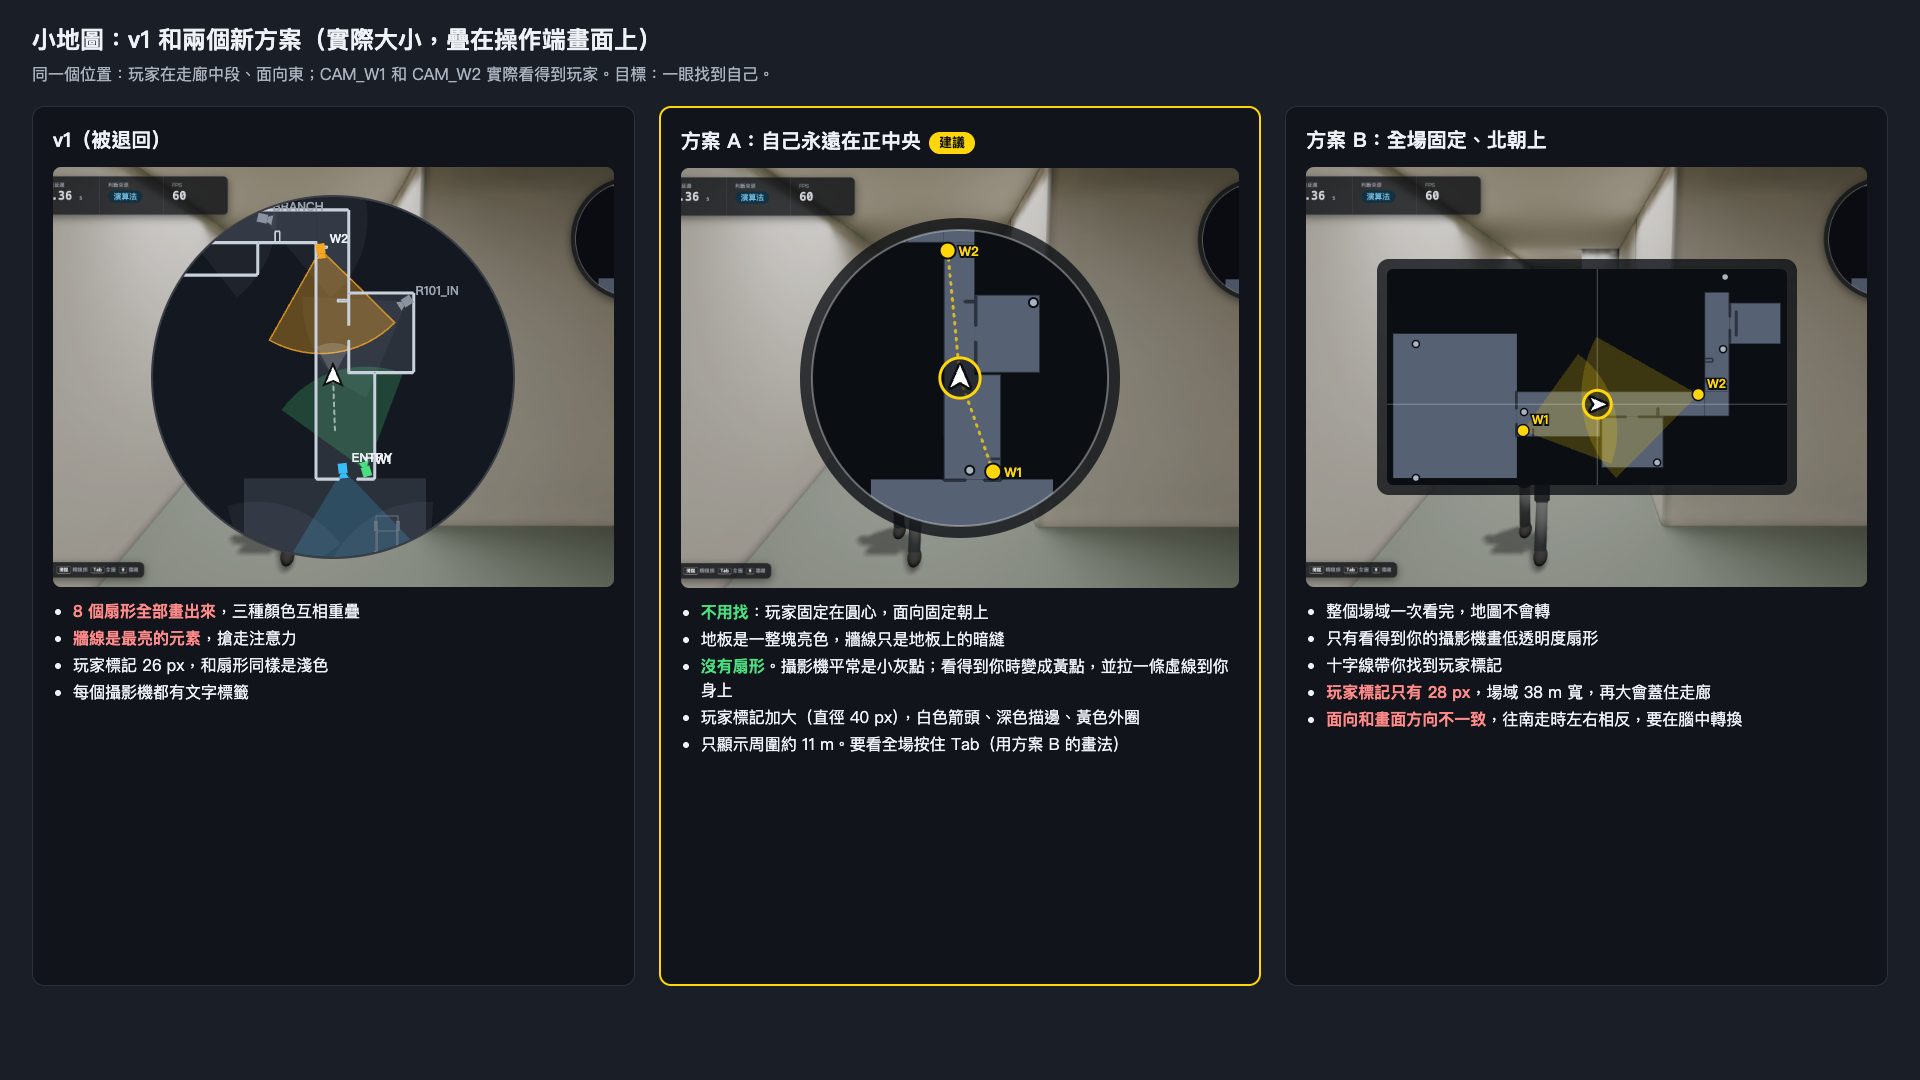 小地圖：v1 和兩個新方案（實際大小，疊在操作端畫面上）
同一個位置：玩家在走廊中段、面向東；CAM_W1 和 CAM_W2 實際看得到玩家。目標：一眼找到自己。
v1（被退回）
.36 s
演算法
FPS
60
BRANCH
W2
R101_IN
ENTRY
W1
8 個扇形全部畫出來，三種顏色互相重疊
牆線是最亮的元素，搶走注意力
玩家標記 26 px，和扇形同樣是淺色
每個攝影機都有文字標籤
方案 A：自己永遠在正中央 建議
.36 s
演算法
FPS
60
W2
W1
不用找：玩家固定在圓心，面向固定朝上
地板是一整塊亮色，牆線只是地板上的暗縫
沒有扇形。攝影機平常是小灰點；看得到你時變成黃點，並拉一條虛線到你
身上
玩家標記加大（直徑 40 px），白色箭頭、深色描邊、黃色外圈
只顯示周圍約 11 m。要看全場按住 Tab（用方案 B 的畫法）
方案 B：全場固定、北朝上
.36 s
演算法
FPS
60
W2
W1
整個場域一次看完，地圖不會轉
只有看得到你的攝影機畫低透明度扇形
十字線帶你找到玩家標記
玩家標記只有 28 px，場域 38 m 寬，再大會蓋住走廊
面向和畫面方向不一致，往南走時左右相反，要在腦中轉換